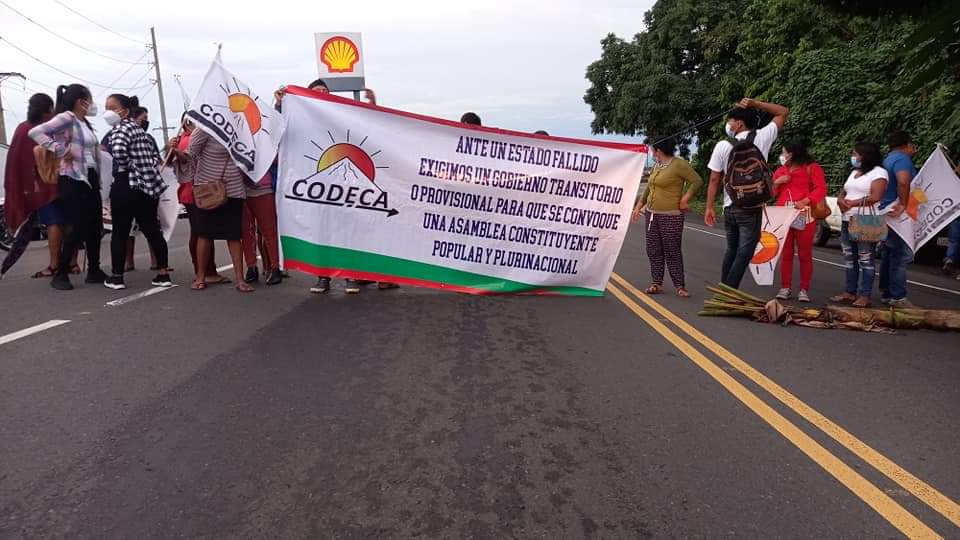 CODECA
CODECA
ANTE UN ESTADO FALLIDO
EXIGIMOS UN GOBIERNO TRANSITORIO
O PROVISIONAL PARA QUE SE CONVOQUE
UNA ASAMBLEA CONSTITUYENTE
POPULAR Y PLURINACIONAL
CODECA